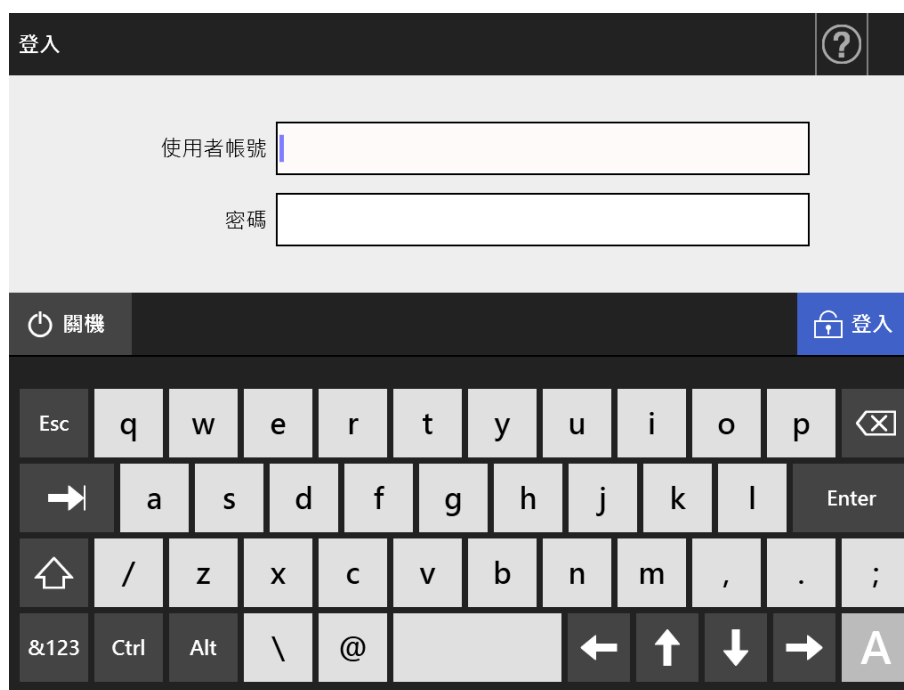 登入
使用者帳號
密碼
關機 登入
Esc q w e r t y u i o p
a s d f g h j k l Enter
/ z x c v b n m , . ;
&123 Ctrl Alt \ @ A